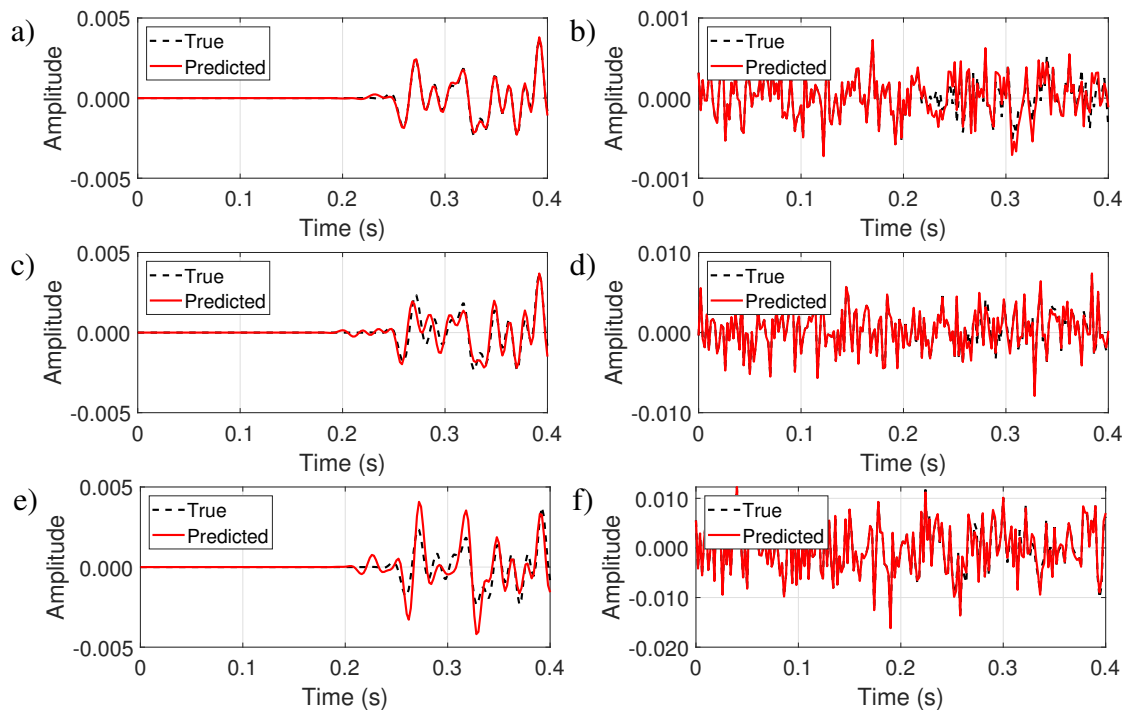 a)
0.005
0.000
-0.005
Amplitude
True
Predicted
0
0.1
0.2
0.3
0.4
Time (s)
b)
0.001
0.000
-0.001
Amplitude
True
Predicted
0
0.1
0.2
0.3
0.4
Time (s)
c)
0.005
0.000
-0.005
Amplitude
True
Predicted
0
0.1
0.2
0.3
0.4
Time (s)
d)
0.010
0.000
-0.010
Amplitude
True
Predicted
0
0.1
0.2
0.3
0.4
Time (s)
e)
0.005
0.000
-0.005
Amplitude
True
Predicted
0
0.1
0.2
0.3
0.4
Time (s)
f)
0.010
0.000
-0.010
-0.020
Amplitude
True
Predicted
0
0.1
0.2
0.3
0.4
Time (s)